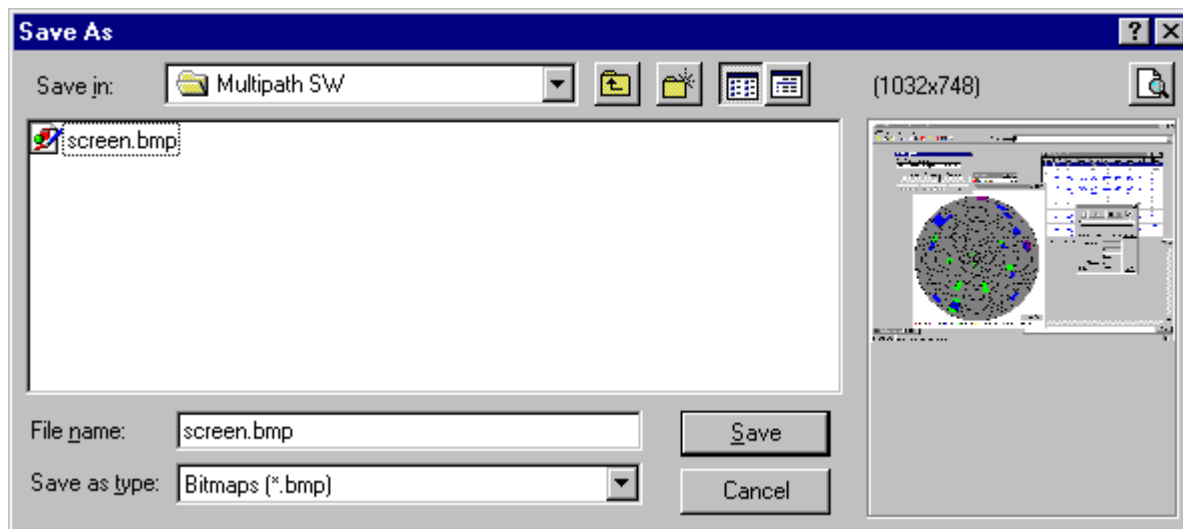 Save As
Save in:
Multipath SW
(1032x748)
screen.bmp
File name:
screen.bmp
Save
Save as type:
Bitmaps (*.bmp)
Cancel